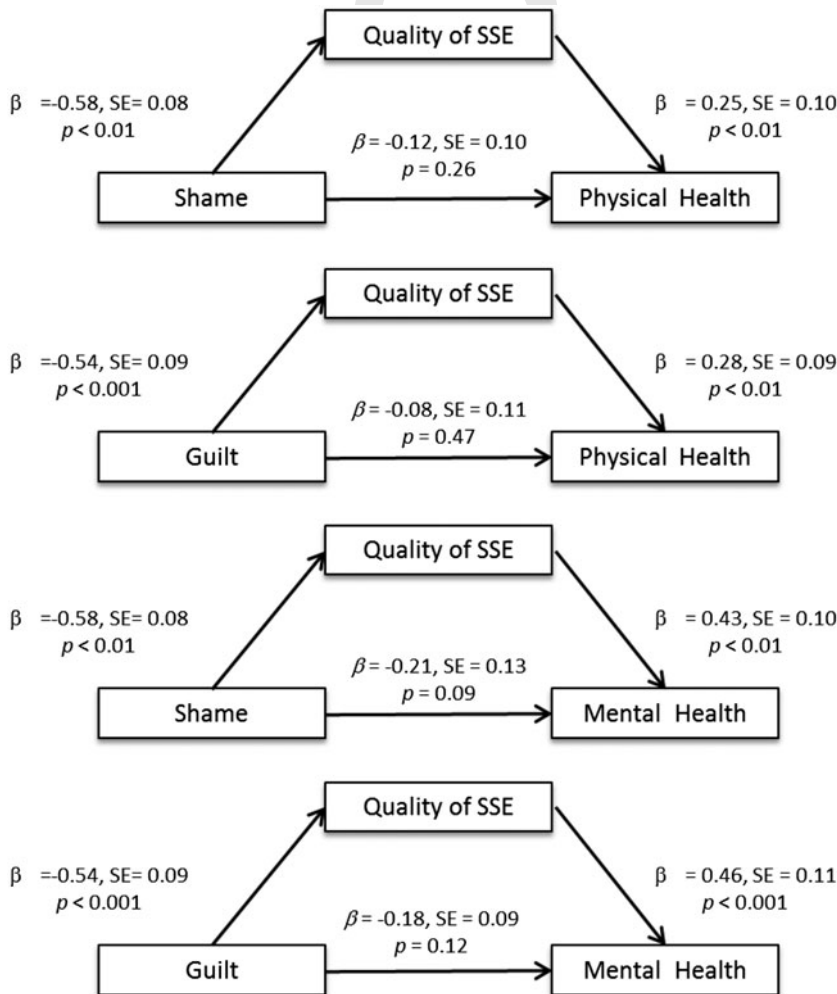 Quality of SSE
β =-0.58, SE= 0.08
p < 0.01
β = 0.25, SE = 0.10
p < 0.01
β = -0.12, SE = 0.10
p = 0.26
Shame
Physical Health
Quality of SSE
β =-0.54, SE= 0.09
p < 0.001
β = 0.28, SE = 0.09
p < 0.01
β = -0.08, SE = 0.11
p = 0.47
Guilt
Physical Health
Quality of SSE
β =-0.58, SE= 0.08
p < 0.01
β = 0.43, SE = 0.10
p < 0.01
β = -0.21, SE = 0.13
p = 0.09
Shame
Mental Health
Quality of SSE
β =-0.54, SE= 0.09
p < 0.001
β = 0.46, SE = 0.11
p < 0.001
β = -0.18, SE = 0.09
p = 0.12
Guilt
Mental Health